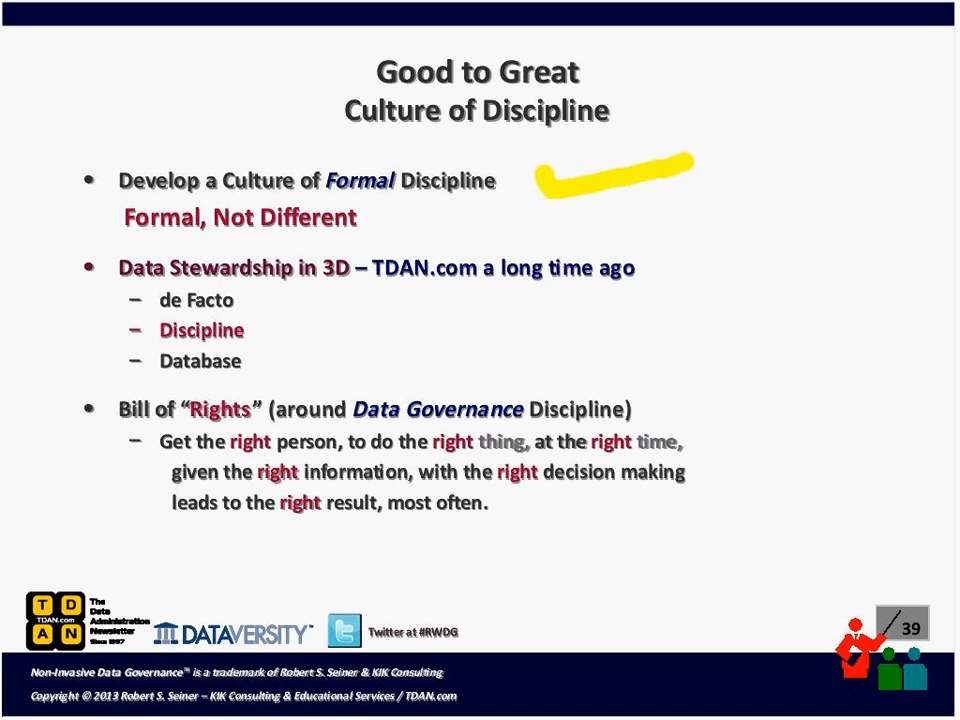 Good to Great
Culture of Discipline
• Develop a Culture of Formal Discipline
Formal, Not Different
• Data Stewardship in 3D – TDAN.com a long time ago
– de Facto
– Discipline
– Database
• Bill of “Rights” (around Data Governance Discipline)
– Get the right person, to do the right thing, at the right time,
given the right information, with the right decision making
leads to the right result, most often.
T D
TDAN.com
A N
The
Data
Administration
Newsletter
Since 1997
DATAVERSITY™
Twitter at #RWDG
39
Non-Invasive Data Governance™ is a trademark of Robert S. Seiner & KIK Consulting
Copyright © 2013 Robert S. Seiner – KIK Consulting & Educational Services / TDAN.com